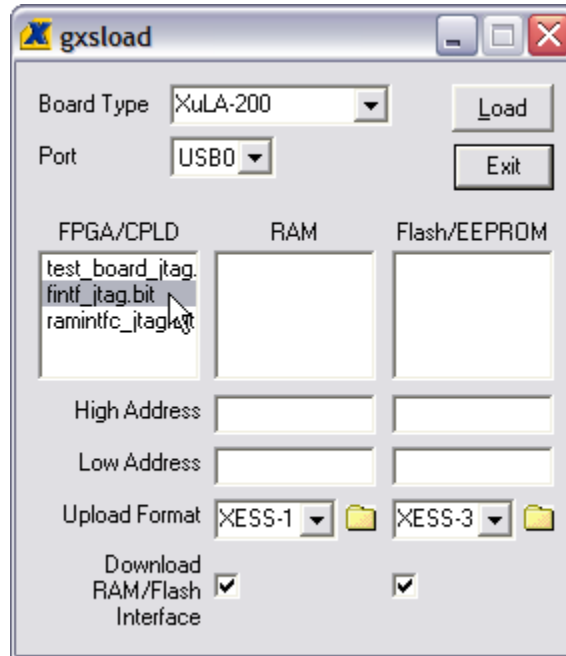 gxsload
Board Type XuLA-200 Load
Port USB0 Exit
FPGA/CPLD RAM Flash/EEPROM
test_board_jtag.
fintf_jtag.bit
ramintfc_jtag
High Address
Low Address
Upload Format XESS-1 XESS-3
Download
RAM/Flash
Interface